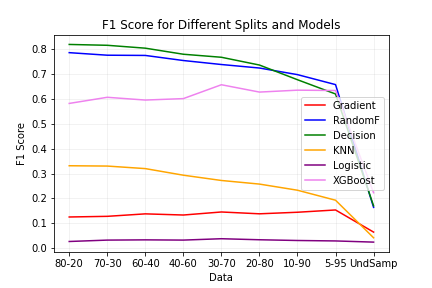 F1 Score for Different Splits and Models
F1 Score
0.8
0.7
0.6
0.5
0.4
0.3
0.2
0.1
0.0
Gradient
RandomF
Decision
KNN
Logistic
XGBoost
80-20 70-30 60-40 40-60 30-70 20-80 10-90 5-95 UndSamp
Data